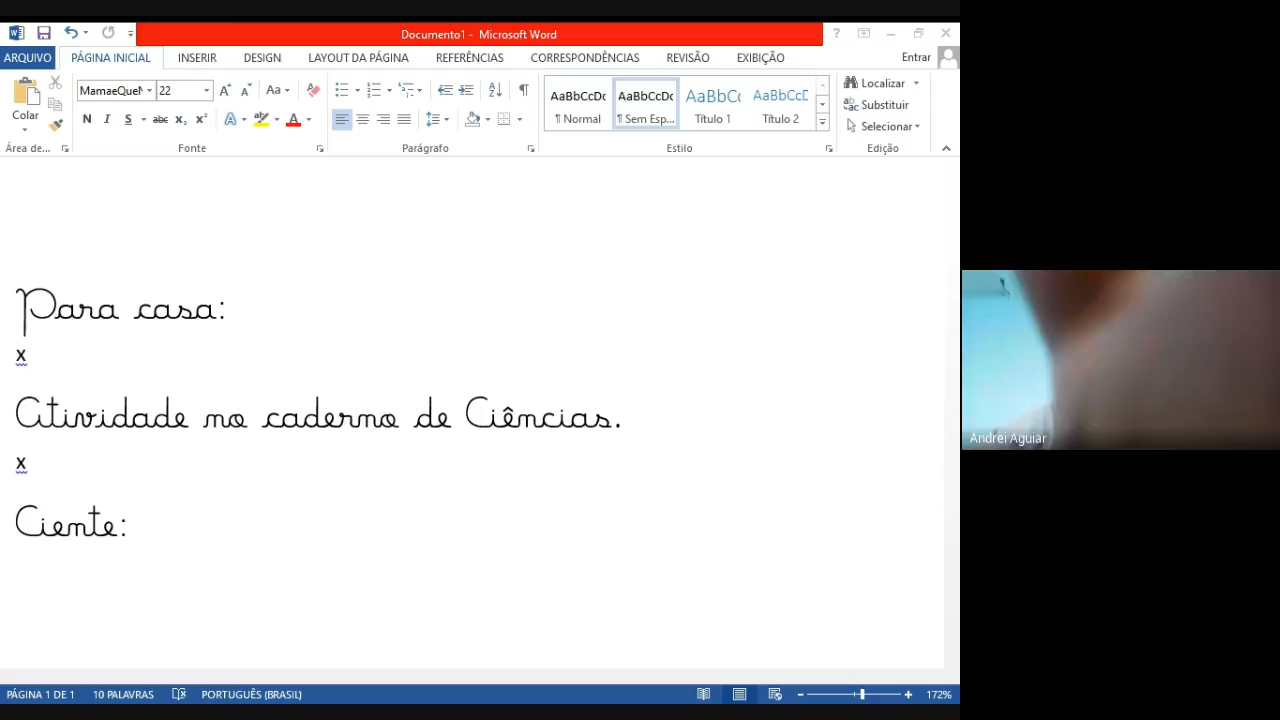 Documento1 - Microsoft Word
?
ARQUIVO PÁGINA INICIAL INSERIR DESIGN LAYOUT DA PÁGINA REFERÊNCIAS CORRESPONDÊNCIAS REVISÃO EXIBIÇÃO Entrar
MamaeQueN 22 Aa AaBbCcDc AaBbCcDc AaBbC( AaBbCcD Localizar
Substituir
Colar N I S abc x₂ x² A A ¶ Normal ¶ Sem Esp... Título 1 Título 2 Selecionar
Área de... Fonte Parágrafo Estilo Edição
Para casa:
x
Atividade no caderno de Ciências.
x
Ciente:
Andrei Aguiar
PÁGINA 1 DE 1 10 PALAVRAS PORTUGUÊS (BRASIL) 172%